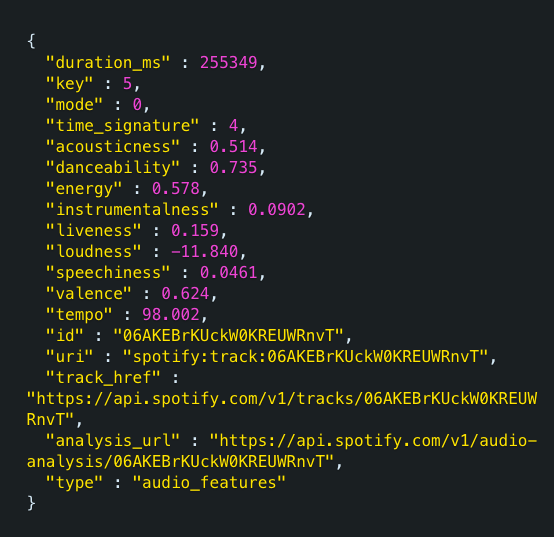 {
"duration_ms" : 255349,
"key" : 5,
"mode" : 0,
"time_signature" : 4,
"acousticness" : 0.514,
"danceability" : 0.735,
"energy" : 0.578,
"instrumentalness" : 0.0902,
"liveness" : 0.159,
"loudness" : -11.840,
"speechiness" : 0.0461,
"valence" : 0.624,
"tempo" : 98.002,
"id" : "06AKEBrKUckW0KREUWRnvT",
"uri" : "spotify:track:06AKEBrKUckW0KREUWRnvT",
"track_href" :
"https://api.spotify.com/v1/tracks/06AKEBrKUckW0KREUW
RnvT",
"analysis_url" : "https://api.spotify.com/v1/audio-
analysis/06AKEBrKUckW0KREUWRnvT",
"type" : "audio_features"
}